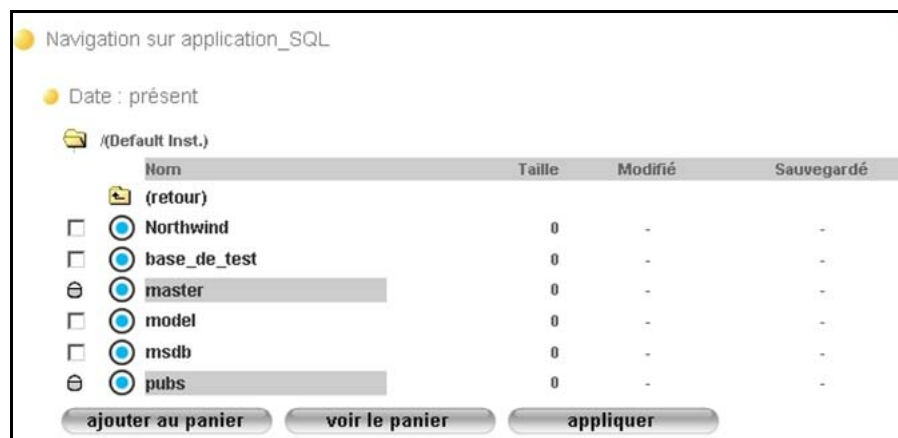 Navigation sur application_SQL
Date : présent
/(Default Inst.)
Nom Taille Modifié Sauvegardé
(retour)
Northwind 0 - -
base_de_test 0 - -
master 0 - -
model 0 - -
msdb 0 - -
pubs 0 - -
ajouter au panier voir le panier appliquer